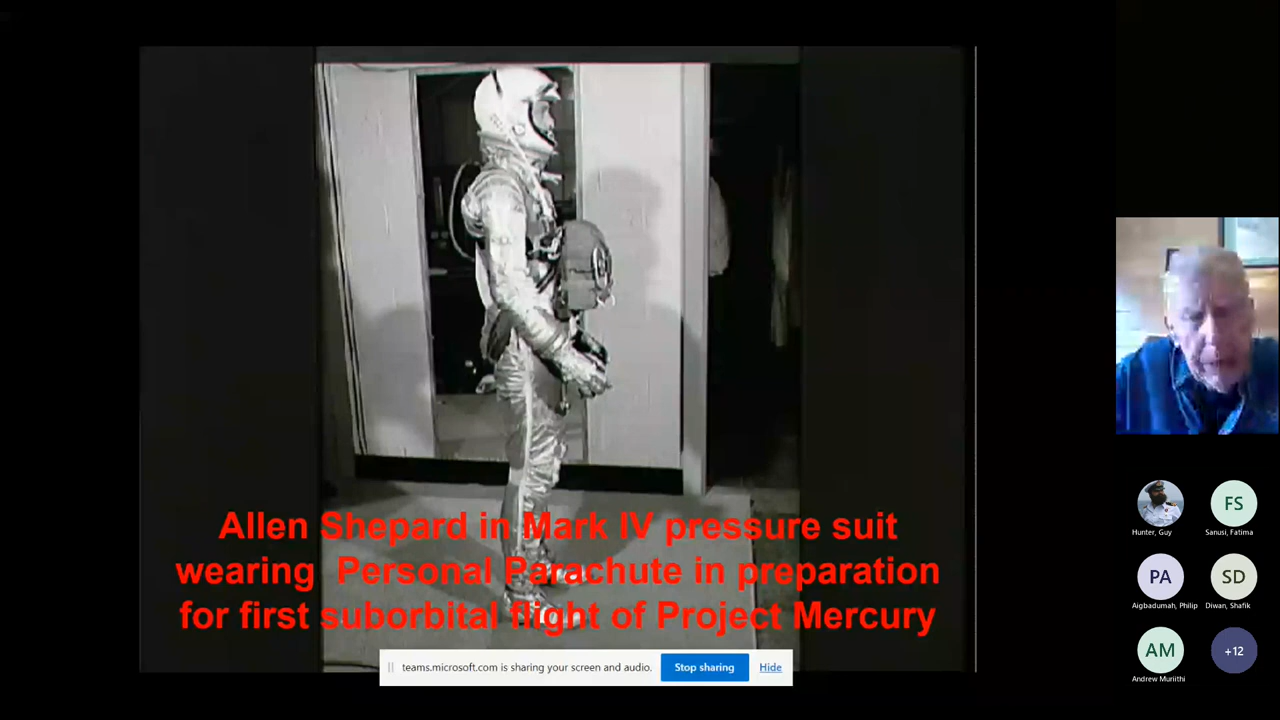 Allen Shepard in Mark IV pressure suit
wearing Personal Parachute in preparation
for first suborbital flight of Project Mercury
teams.microsoft.com is sharing your screen and audio.
Stop sharing
Hide
FS
Hunter, Guy
Sanusi, Fatima
PA
SD
Aigbadumah, Philip
Diwan, Shafik
AM
+12
Andrew Muriithi